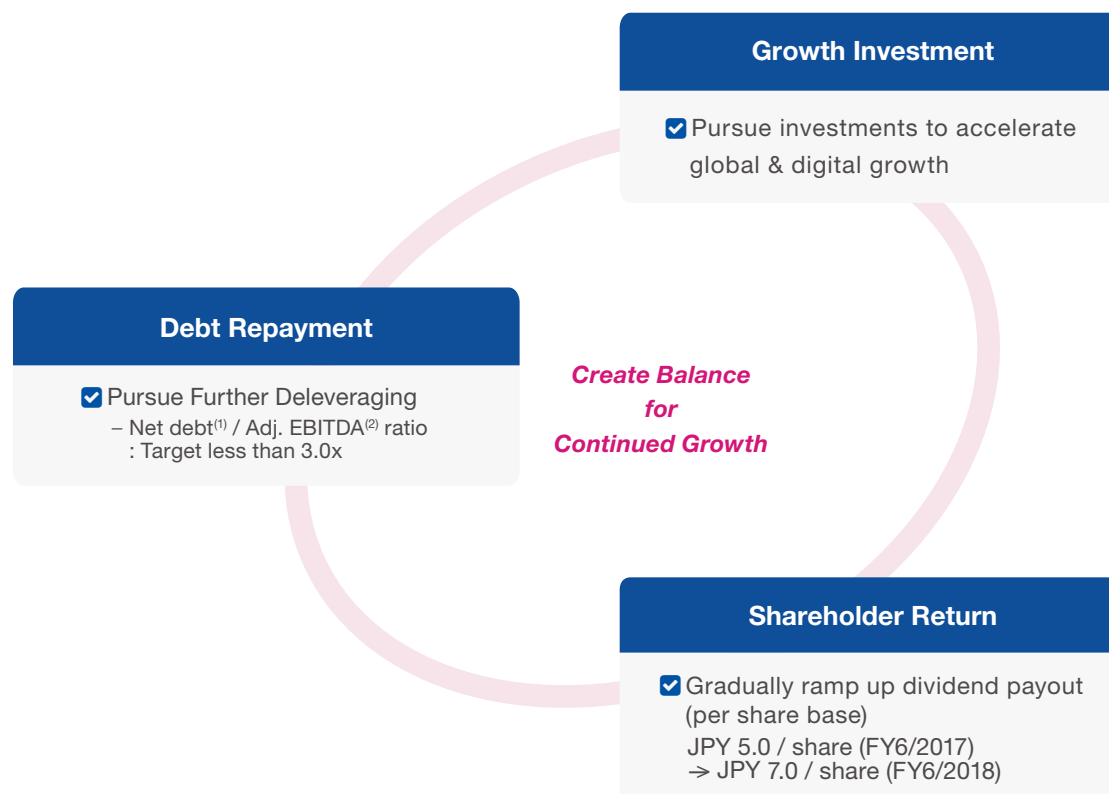 Growth Investment
Pursue investments to accelerate
global & digital growth
Debt Repayment
Pursue Further Deleveraging
– Net debt(1) / Adj. EBITDA(2) ratio
: Target less than 3.0x
Create Balance
for
Continued Growth
Shareholder Return
Gradually ramp up dividend payout
(per share base)
JPY 5.0 / share (FY6/2017)
→ JPY 7.0 / share (FY6/2018)